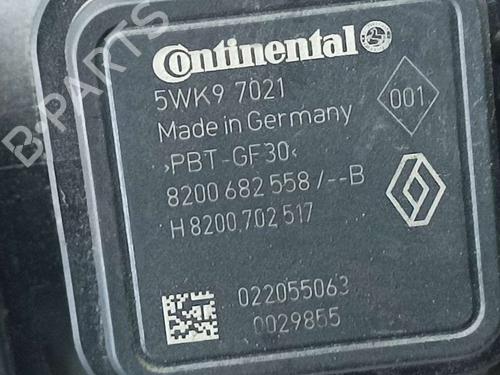 Continental
5WK9 7021
001
Made in Germany
>PBT-GF30<
8200 682 558 /--B
H 8200 702 517
022055063
0029855
B-PARTS